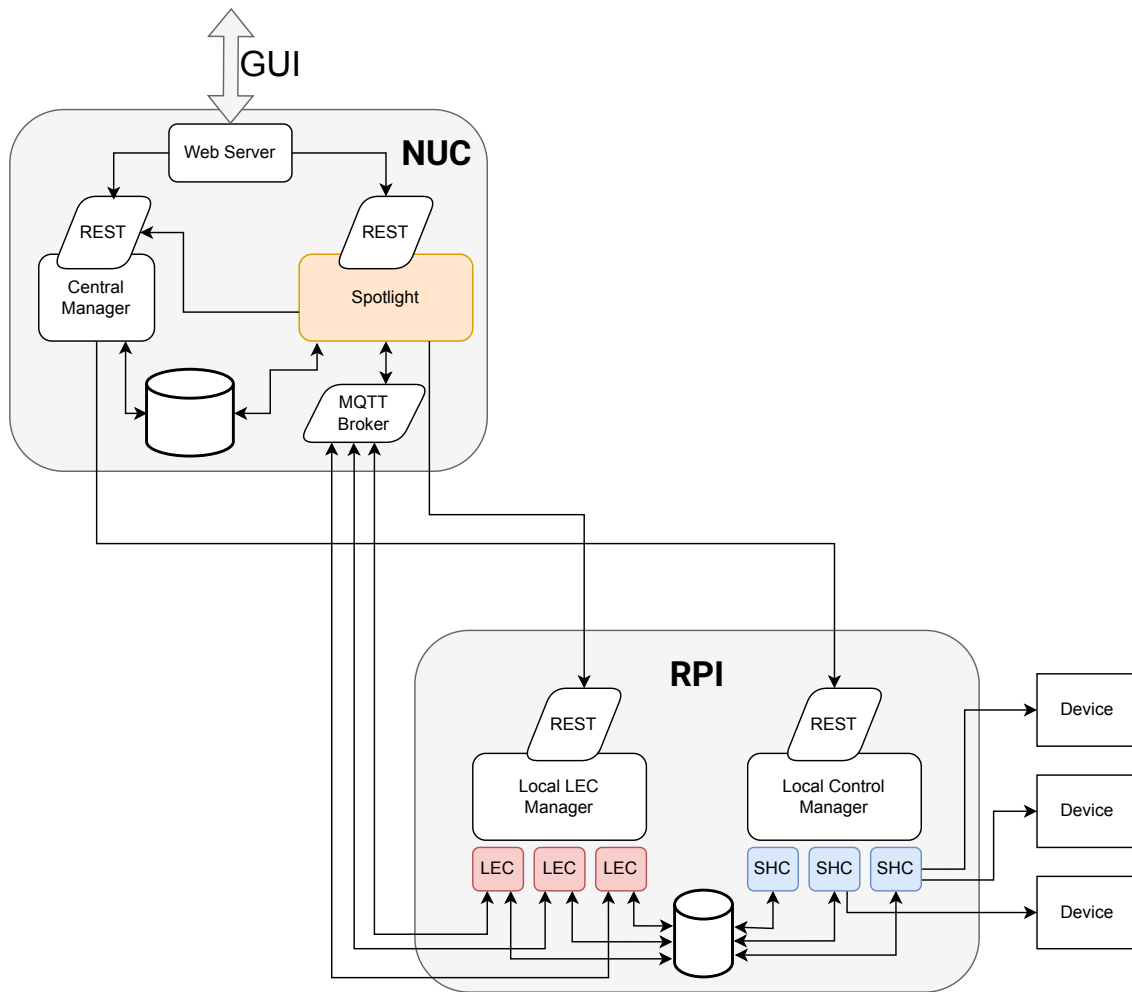 GUI
Web Server
NUC
REST
REST
Central
Manager
Spotlight
MQTT
Broker
RPI
REST
REST
Device
Local LEC
Manager
Local Control
Manager
Device
LEC
LEC
LEC
SHC
SHC
SHC
Device